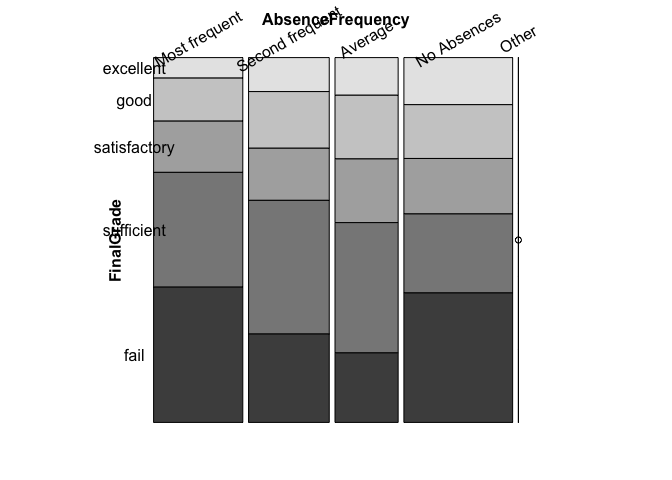 AbsenceFrequency
Most frequent
Second frequent
Average
No Absences
Other
excellent
good
satisfactory
sufficient
fail
FinalGrade